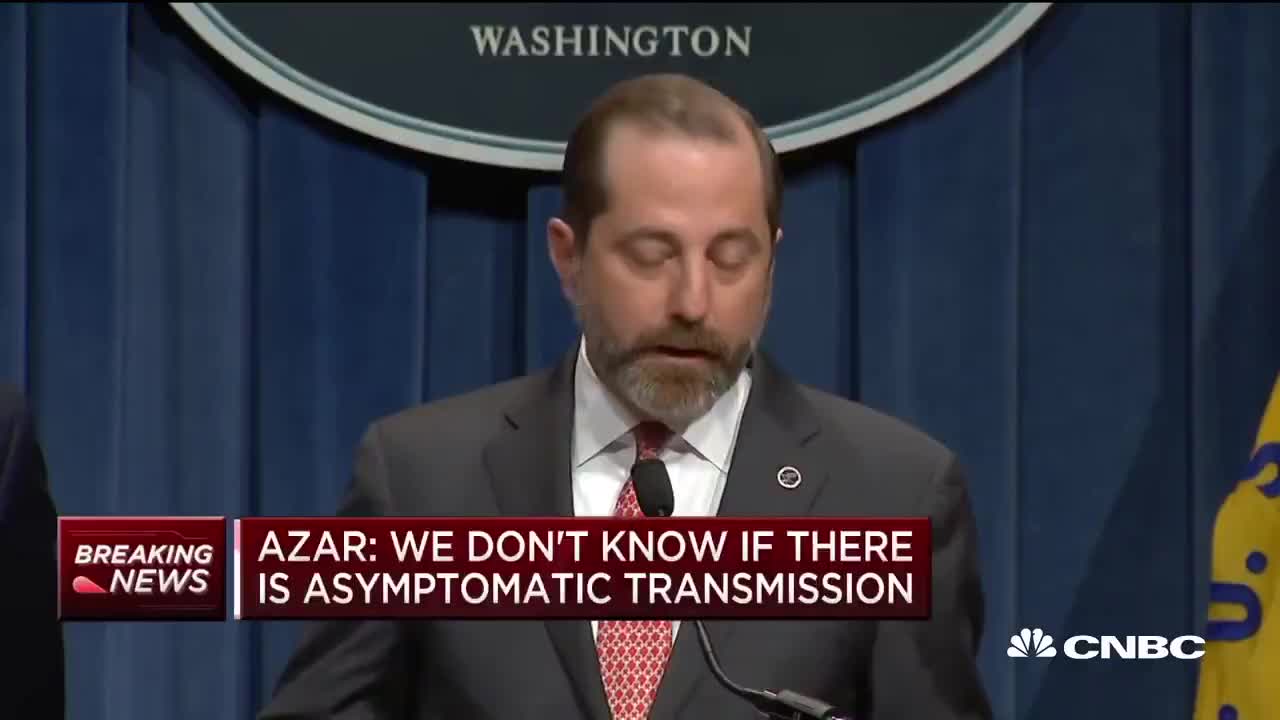 WASHINGTON
BREAKING
NEWS
AZAR: WE DON'T KNOW IF THERE
IS ASYMPTOMATIC TRANSMISSION
CNBC
U.S.